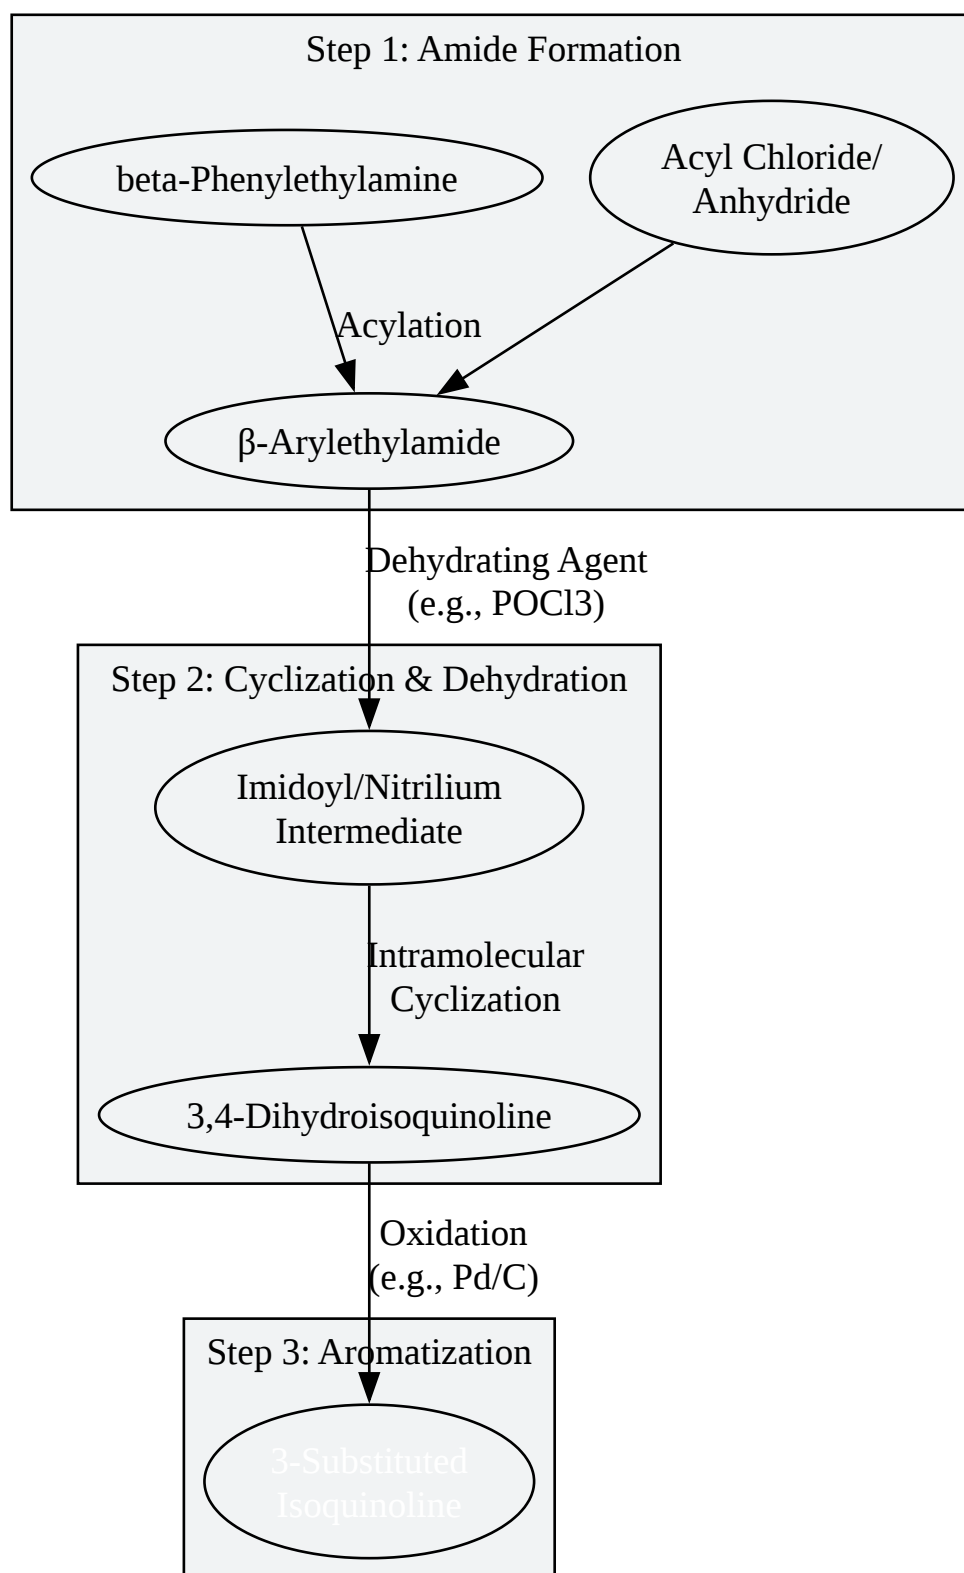 Step 1: Amide Formation
beta-Phenylethylamine
Acyl Chloride/
Anhydride
Acylation
β-Arylethylamide
Dehydrating Agent
(e.g., POCl3)
Step 2: Cyclization & Dehydration
Imidoyl/Nitrilium
Intermediate
Intramolecular
Cyclization
3,4-Dihydroisoquinoline
Oxidation
(e.g., Pd/C)
Step 3: Aromatization
3-Substituted
Isoquinoline